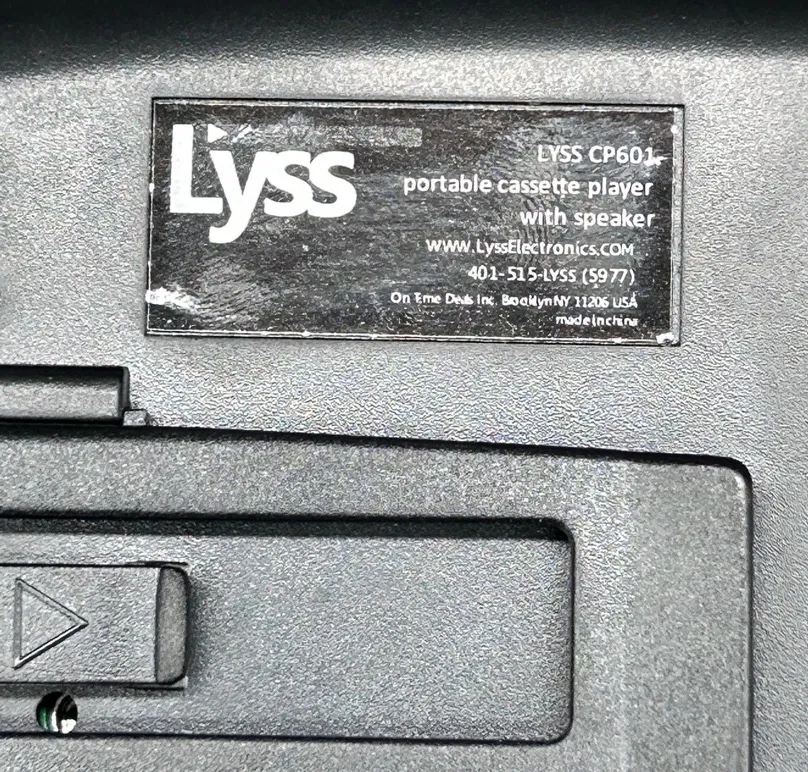 Lyss
LYSS CP601
portable cassette player
with speaker
WWW.LyssElectronics.COM
401-515-LYSS (5977)
On Time Deals Inc. Brooklyn NY 11206 USA
made in china